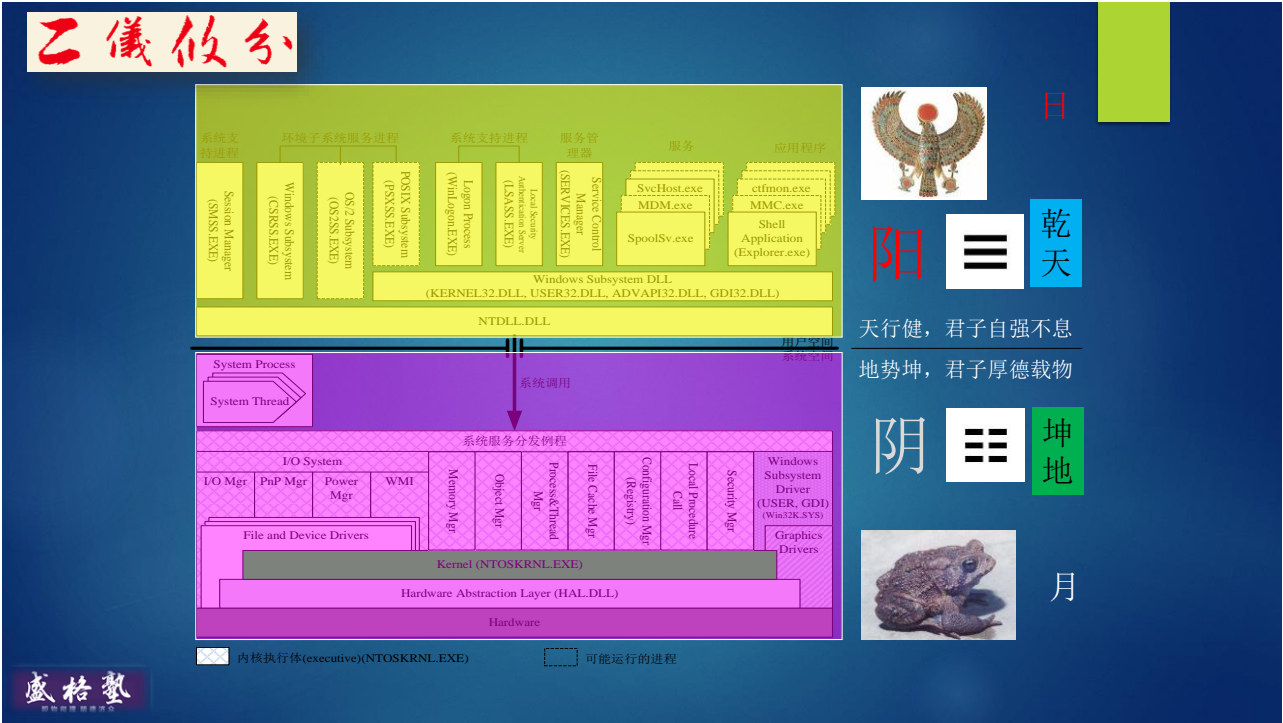 二儀攸分
系统支
持进程
环境子系统服务进程
系统支持进程
服务管
理器
服务
应用程序
Session Manager
(SMSS.EXE)
Windows Subsystem
(CSRSS.EXE)
OS/2 Subsystem
(OS2SS.EXE)
POSIX Subsystem
(PSXSS.EXE)
Logon Process
(WinLogon.EXE)
Local Security
Authentication Server
(LSASS.EXE)
Service Control
Manager
(SERVICES.EXE)
SvcHost.exe
MDM.exe
SpoolSv.exe
ctfmon.exe
MMC.exe
Shell
Application
(Explorer.exe)
Windows Subsystem DLL
(KERNEL32.DLL, USER32.DLL, ADVAPI32.DLL, GDI32.DLL)
NTDLL.DLL
用户空间
系统空间
System Process
System Thread
系统调用
系统服务分发例程
I/O System
I/O Mgr
PnP Mgr
Power
Mgr
WMI
Memory Mgr
Object Mgr
Process&Thread
Mgr
File Cache Mgr
Configuration Mgr
(Registry)
Local Procedure
Call
Security Mgr
Windows
Subsystem
Driver
(USER, GDI)
(Win32K.SYS)
Graphics
Drivers
File and Device Drivers
Kernel (NTOSKRNL.EXE)
Hardware Abstraction Layer (HAL.DLL)
Hardware
内核执行体(executive)(NTOSKRNL.EXE)
可能运行的进程
日
阳
乾
天
天行健，君子自强不息
地势坤，君子厚德载物
阴
坤
地
月
盛格塾